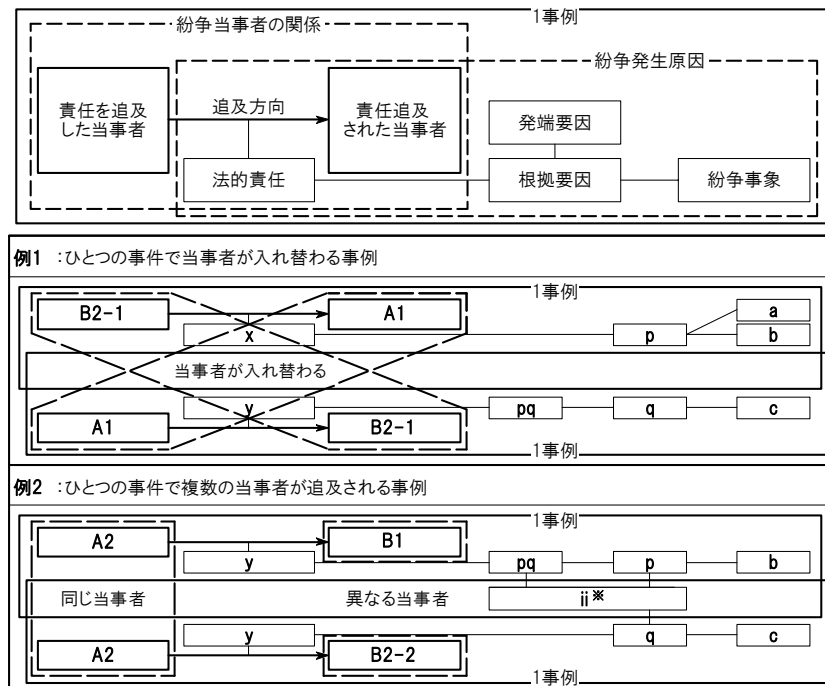 1事例
紛争当事者の関係
紛争発生原因
責任を追及
した当事者
追及方向
責任追及
された当事者
発端要因
法的責任
根拠要因
紛争事象
例1 :ひとつの事件で当事者が入れ替わる事例
1事例
B2-1
A1
a
x
p
b
当事者が入れ替わる
y
pq
q
c
A1
B2-1
1事例
例2 :ひとつの事件で複数の当事者が追及される事例
1事例
A2
B1
y
pq
p
b
同じ当事者
異なる当事者
ii※
y
q
c
A2
B2-2
1事例